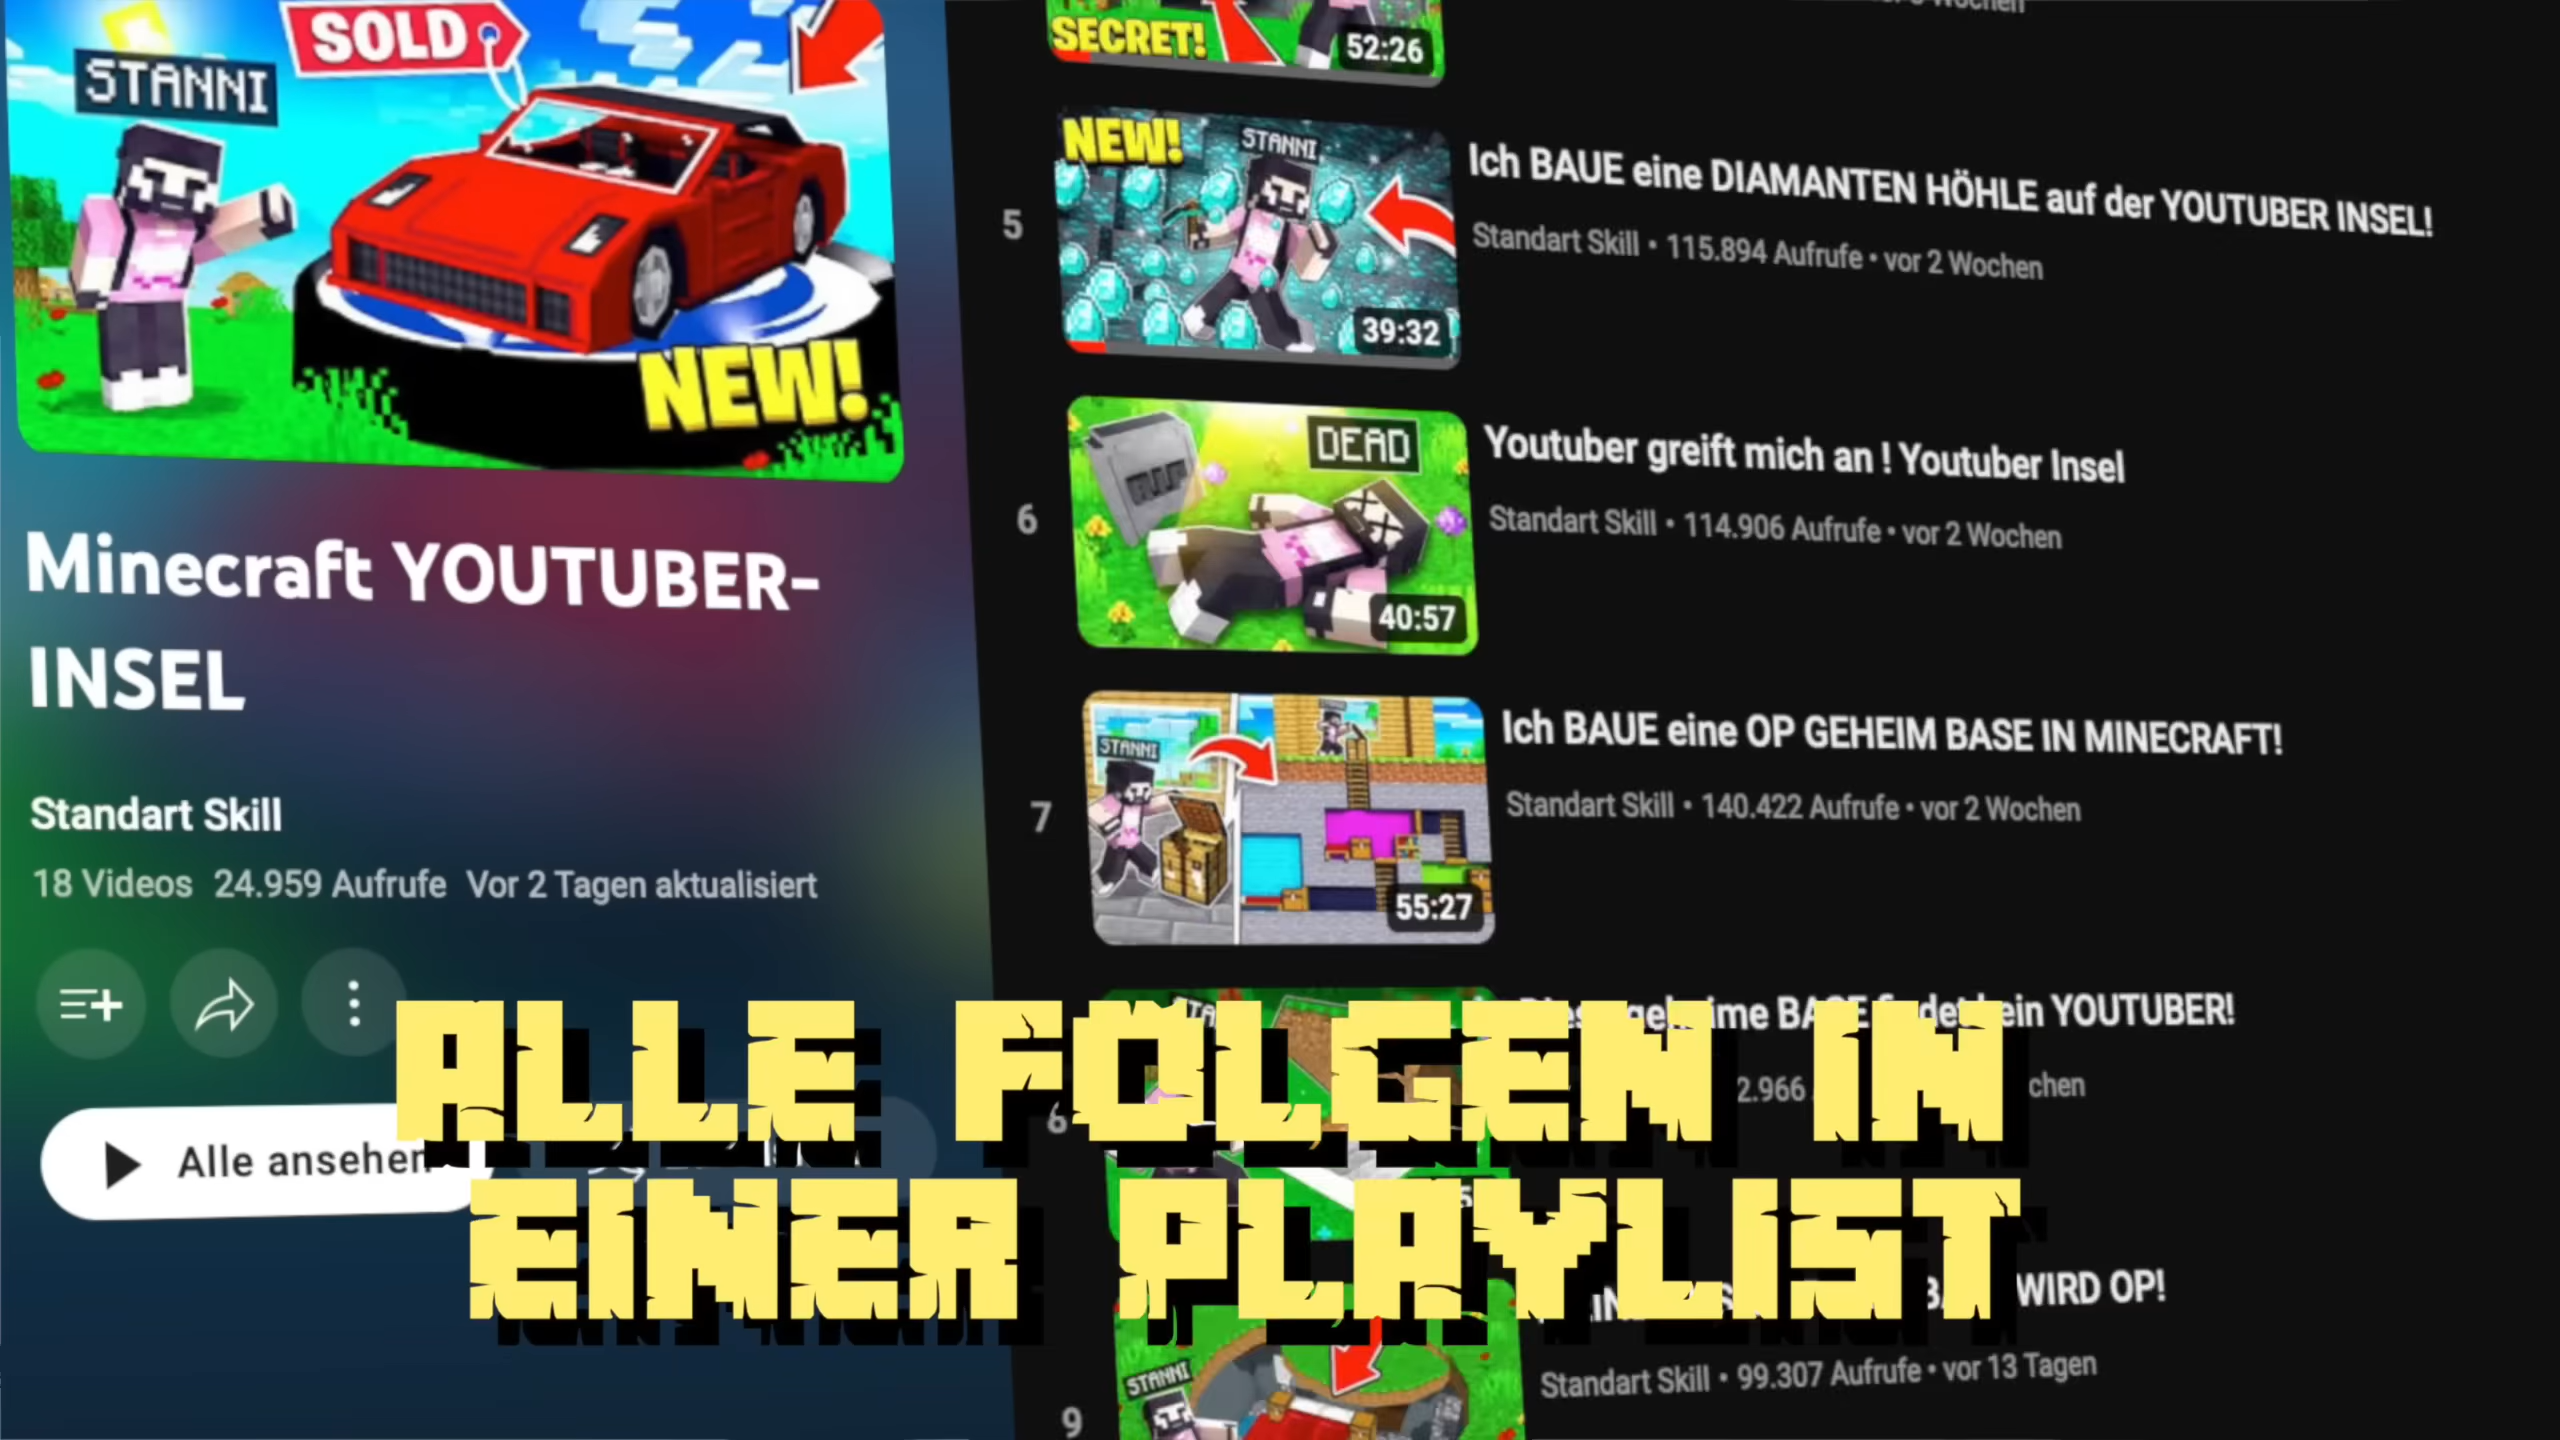 SOLD
STANNI
NEW!
Minecraft YOUTUBER-
INSEL
Standart Skill
18 Videos 24.959 Aufrufe Vor 2 Tagen aktualisiert
Alle ansehen
Wochen
SECRET!
52:26
5
NEW!
STANNI
39:32
Ich BAUE eine DIAMANTEN HÖHLE auf der YOUTUBER INSEL!
Standart Skill • 115.894 Aufrufe • vor 2 Wochen
6
DEAD
40:57
Youtuber greift mich an ! Youtuber Insel
Standart Skill • 114.906 Aufrufe • vor 2 Wochen
7
STANNI
55:27
Ich BAUE eine OP GEHEIM BASE IN MINECRAFT!
Standart Skill • 140.422 Aufrufe • vor 2 Wochen
kein YOUTUBER!
2.966
ALLE FOLGEN IN
EINER PLAYLIST
WIRD OP!
Standart Skill • 99.307 Aufrufe • vor 13 Tagen
9
STANNI